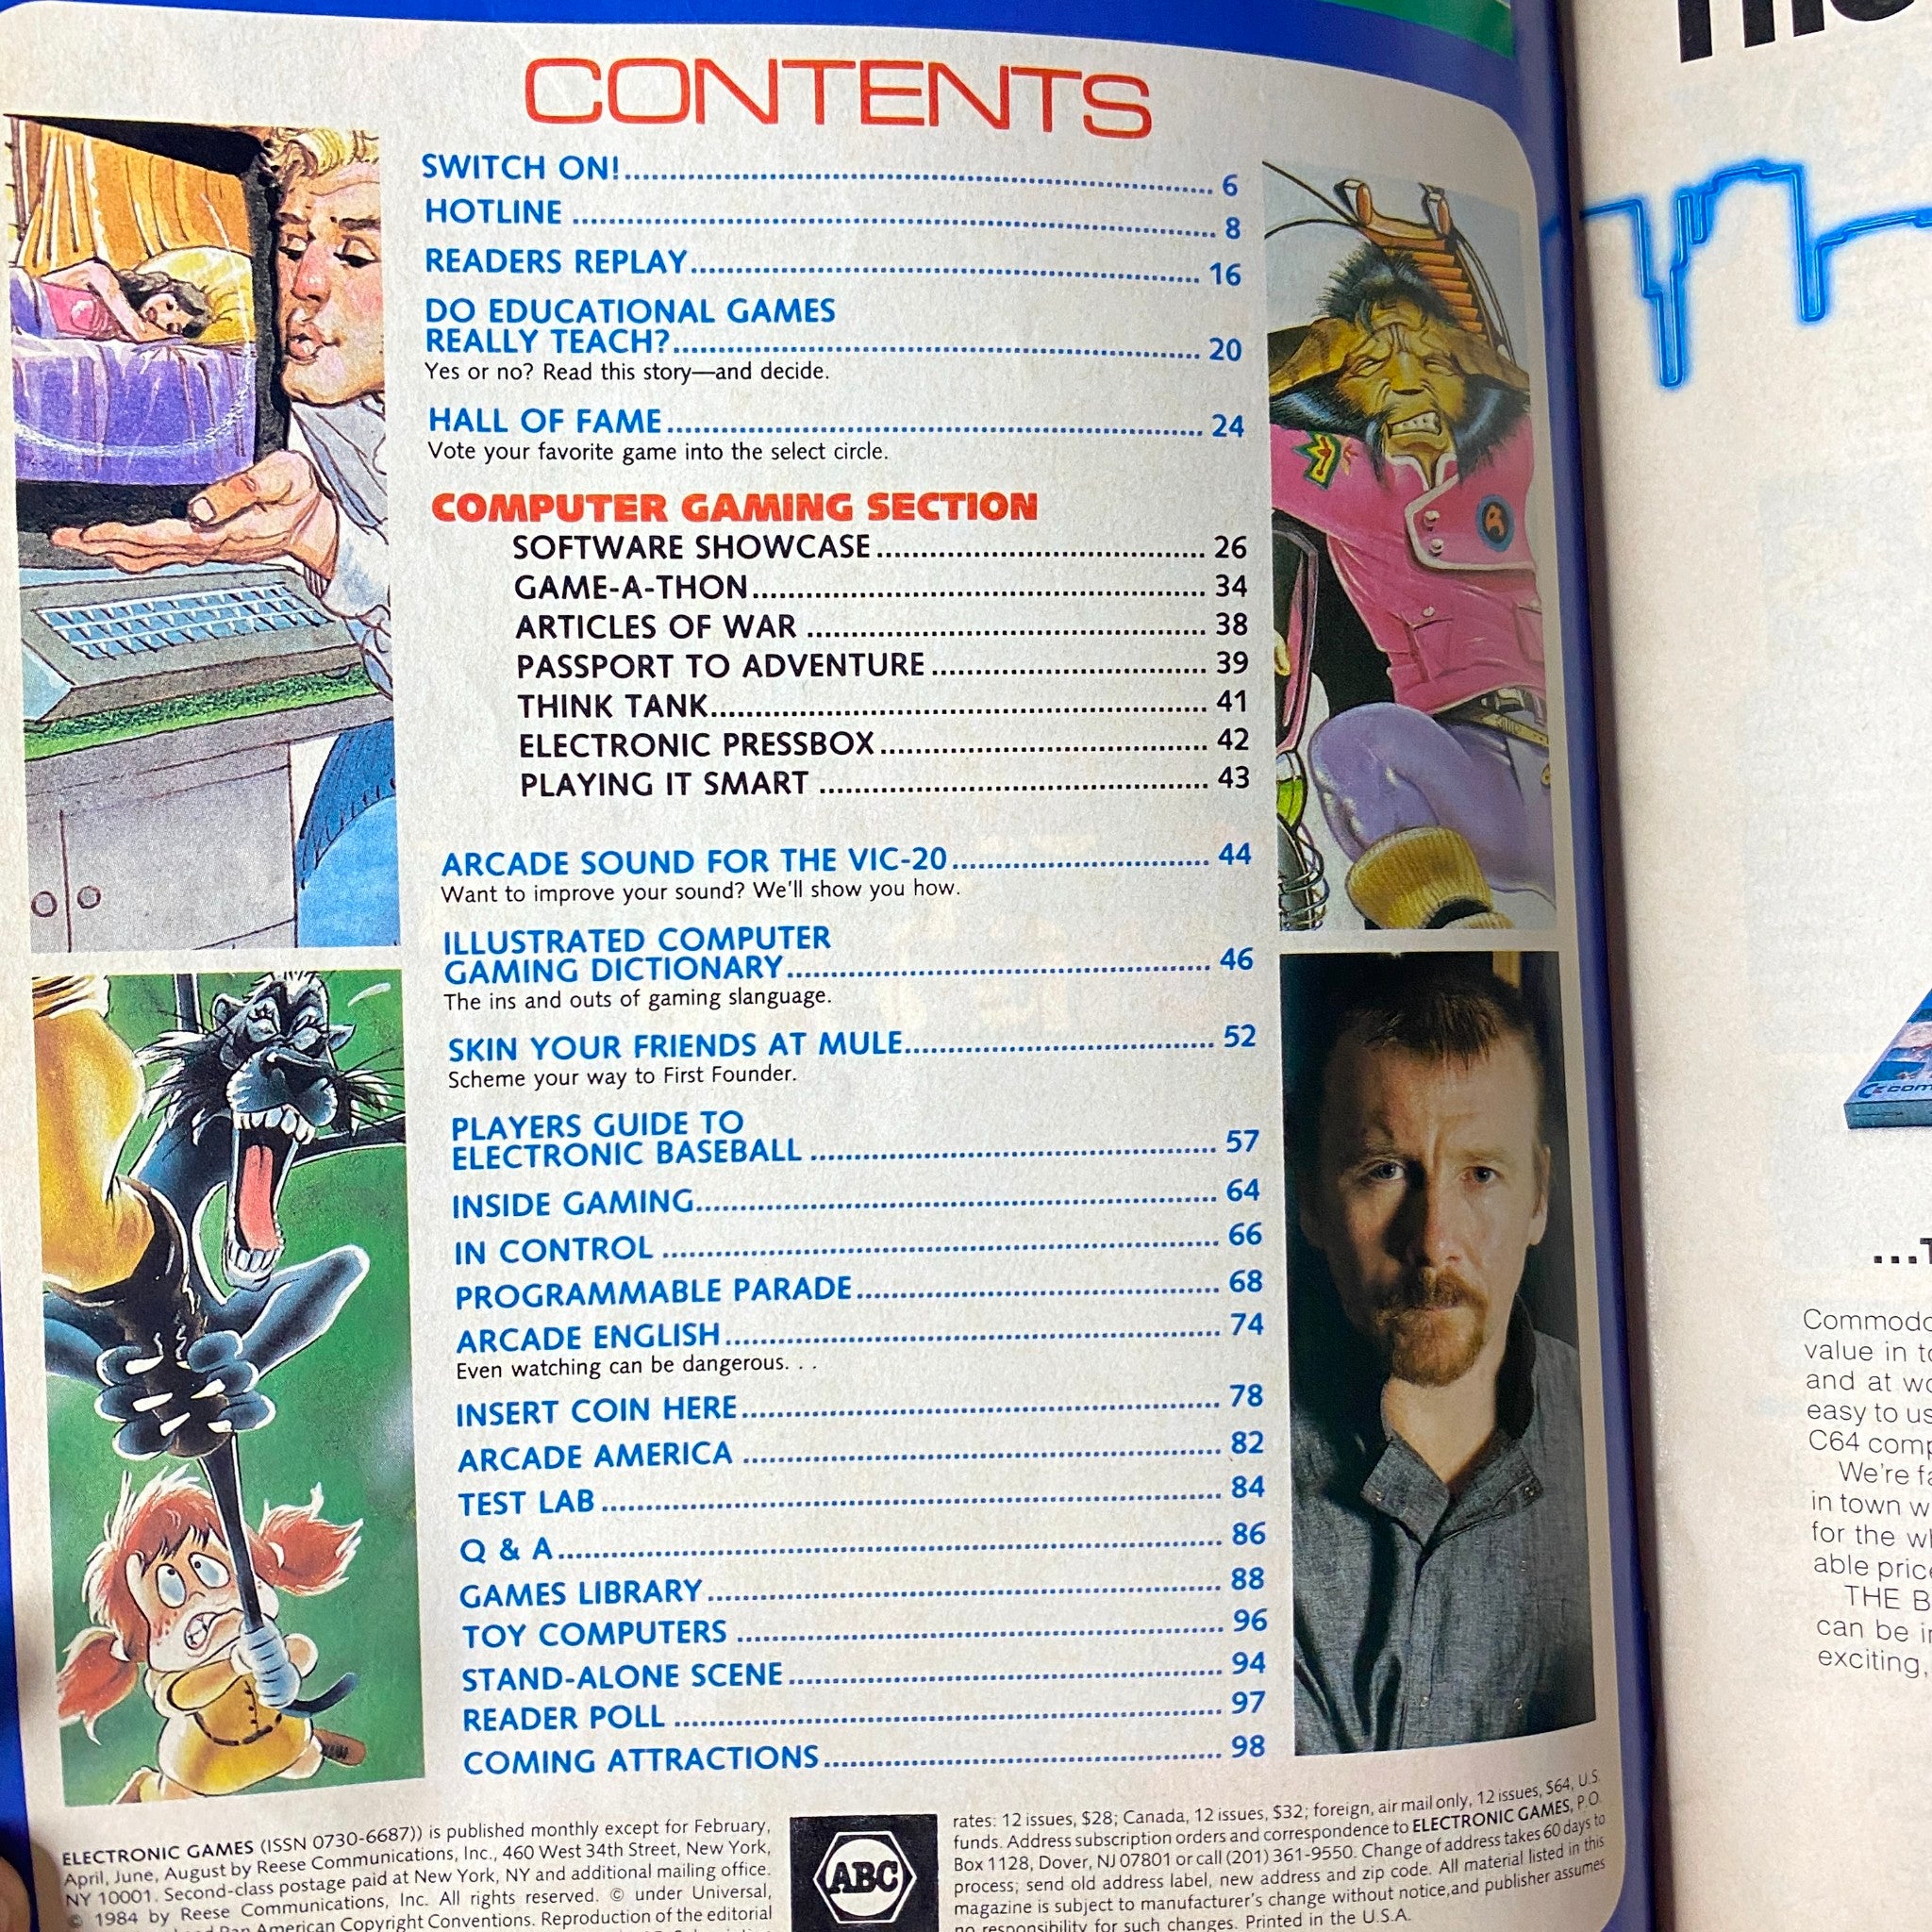 CONTENTS
SWITCH ON! 6
HOTLINE 8
READERS REPLAY 16
DO EDUCATIONAL GAMES
REALLY TEACH? 20
Yes or no? Read this story—and decide.
HALL OF FAME 24
Vote your favorite game into the select circle.
COMPUTER GAMING SECTION
SOFTWARE SHOWCASE 26
GAME-A-THON 34
ARTICLES OF WAR 38
PASSPORT TO ADVENTURE 39
THINK TANK 41
ELECTRONIC PRESSBOX 42
PLAYING IT SMART 43
ARCADE SOUND FOR THE VIC-20 44
Want to improve your sound? We'll show you how.
ILLUSTRATED COMPUTER
GAMING DICTIONARY 46
The ins and outs of gaming slanguage.
SKIN YOUR FRIENDS AT MULE 52
Scheme your way to First Founder.
PLAYERS GUIDE TO
ELECTRONIC BASEBALL 57
INSIDE GAMING 64
IN CONTROL 66
PROGRAMMABLE PARADE 68
ARCADE ENGLISH 74
Even watching can be dangerous. . .
INSERT COIN HERE 78
ARCADE AMERICA 82
TEST LAB 84
Q & A 86
GAMES LIBRARY 88
TOY COMPUTERS 96
STAND-ALONE SCENE 94
READER POLL 97
COMING ATTRACTIONS 98
ELECTRONIC GAMES (ISSN 0730-6687)) is published monthly except for February,
April, June, August by Reese Communications, Inc., 460 West 34th Street, New York,
NY 10001. Second-class postage paid at New York, NY and additional mailing office.
© 1984 by Reese Communications, Inc. All rights reserved. © under Universal,
American Copyright Conventions. Reproduction of the editorial
ABC
rates: 12 issues, $28; Canada, 12 issues, $32; foreign, air mail only, 12 issues, $64, U.S.
funds. Address subscription orders and correspondence to ELECTRONIC GAMES, P.O.
Box 1128, Dover, NJ 07801 or call (201) 361-9550. Change of address takes 60 days to
process; send old address label, new address and zip code. All material listed in this
magazine is subject to manufacturer's change without notice,and publisher assumes
no responsibility for such changes. Printed in the U.S.A.
value in
and at
easy to
C64
We're
in town
for the
able
THE
can be
exciting,